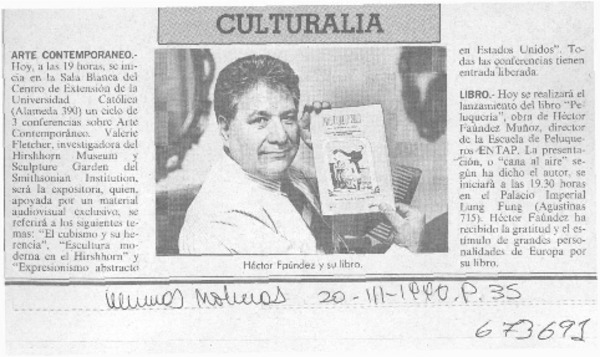 CULTURALIA
ARTE CONTEMPORANEO.-
Hoy, a las 19 horas, se ini-
cia en la Sala Blanca del
Centro de Extensión de la
Universidad Católica
(Alameda 390) un ciclo de
3 conferencias sobre Arte
Contemporáneo. Valerie
Fletcher, investigadora del
Hirshhorn Museum y
Sculpture Garden del
Smithsonian Institution,
será la expositora, quien,
apoyada por un material
audiovisual exclusivo, se
referirá a los siguientes te-
mas: "El cubismo y su he-
rencia", "Escultura mo-
derna en el Hirshhorn" y
"Expresionismo abstracto
Héctor Faúndez y su libro.
en Estados Unidos". To-
das las conferencias tienen
entrada liberada.
LIBRO.- Hoy se realizará el
lanzamiento del libro "Pe-
luquería", obra de Héctor
Faúndez Muñoz, director
de la Escuela de Peluque-
ros ENTAP. La presenta-
ción, o "cana al aire" se-
gún ha dicho el autor, se
iniciará a las 19.30 horas
en el Palacio Imperial
Lung Fung (Agustinas
715). Héctor Faúndez ha
recibido la gratitud y el es-
tímulo de grandes perso-
nalidades de Europa por
su libro.
Últimas Noticias 20-III-1990. P. 35
673691